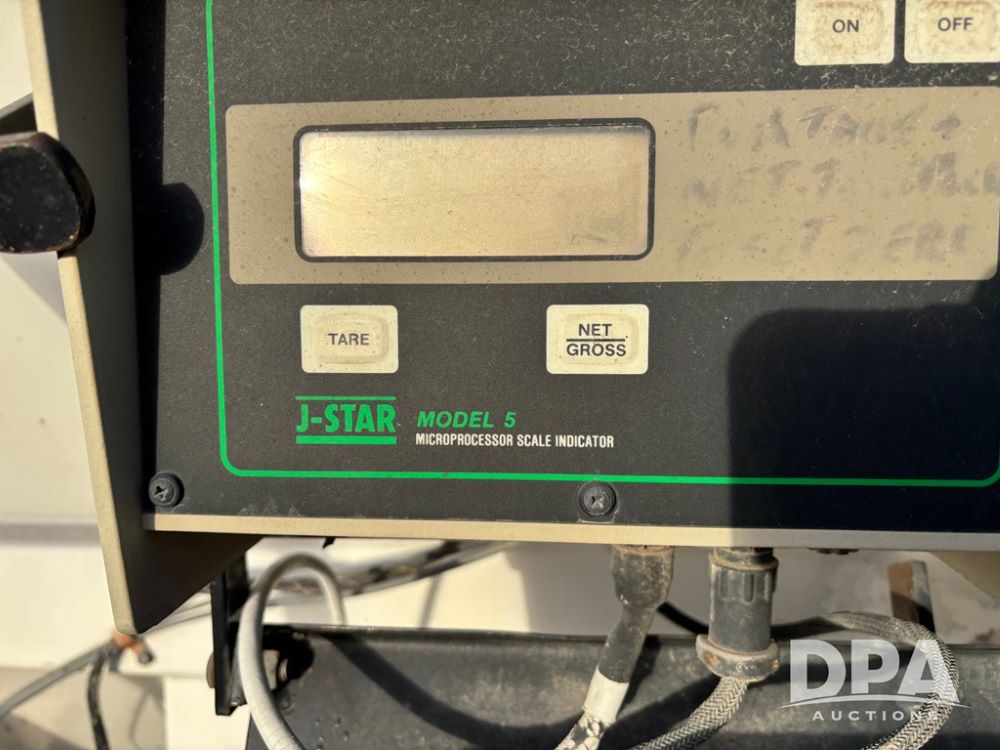 ON
OFF
TARE
NET
GROSS
J-STAR MODEL 5
MICROPROCESSOR SCALE INDICATOR
DPA
AUCTIONS